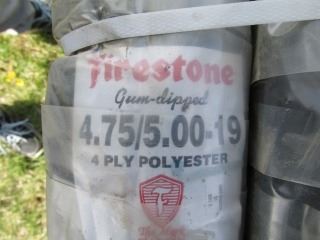 Firestone
Gum-dipped
4.75/5.00-19
4 PLY POLYESTER